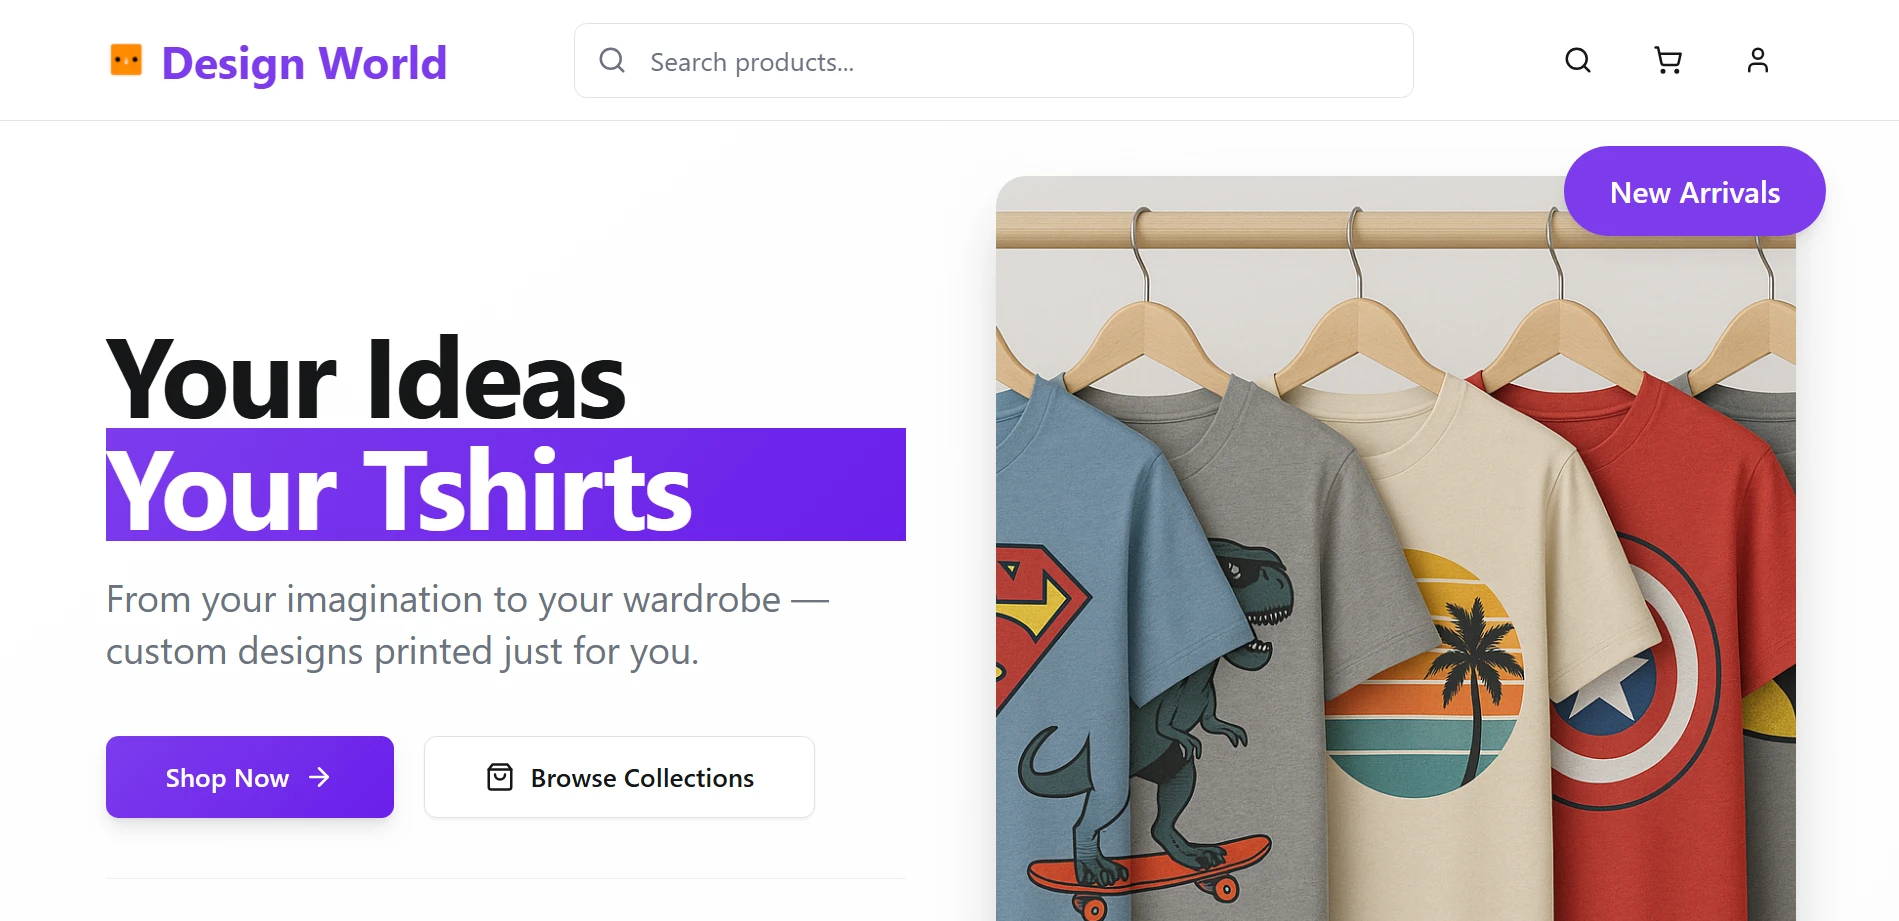 Design World
Search products...
New Arrivals
Your Ideas
Your Tshirts
From your imagination to your wardrobe —
custom designs printed just for you.
Shop Now
Browse Collections